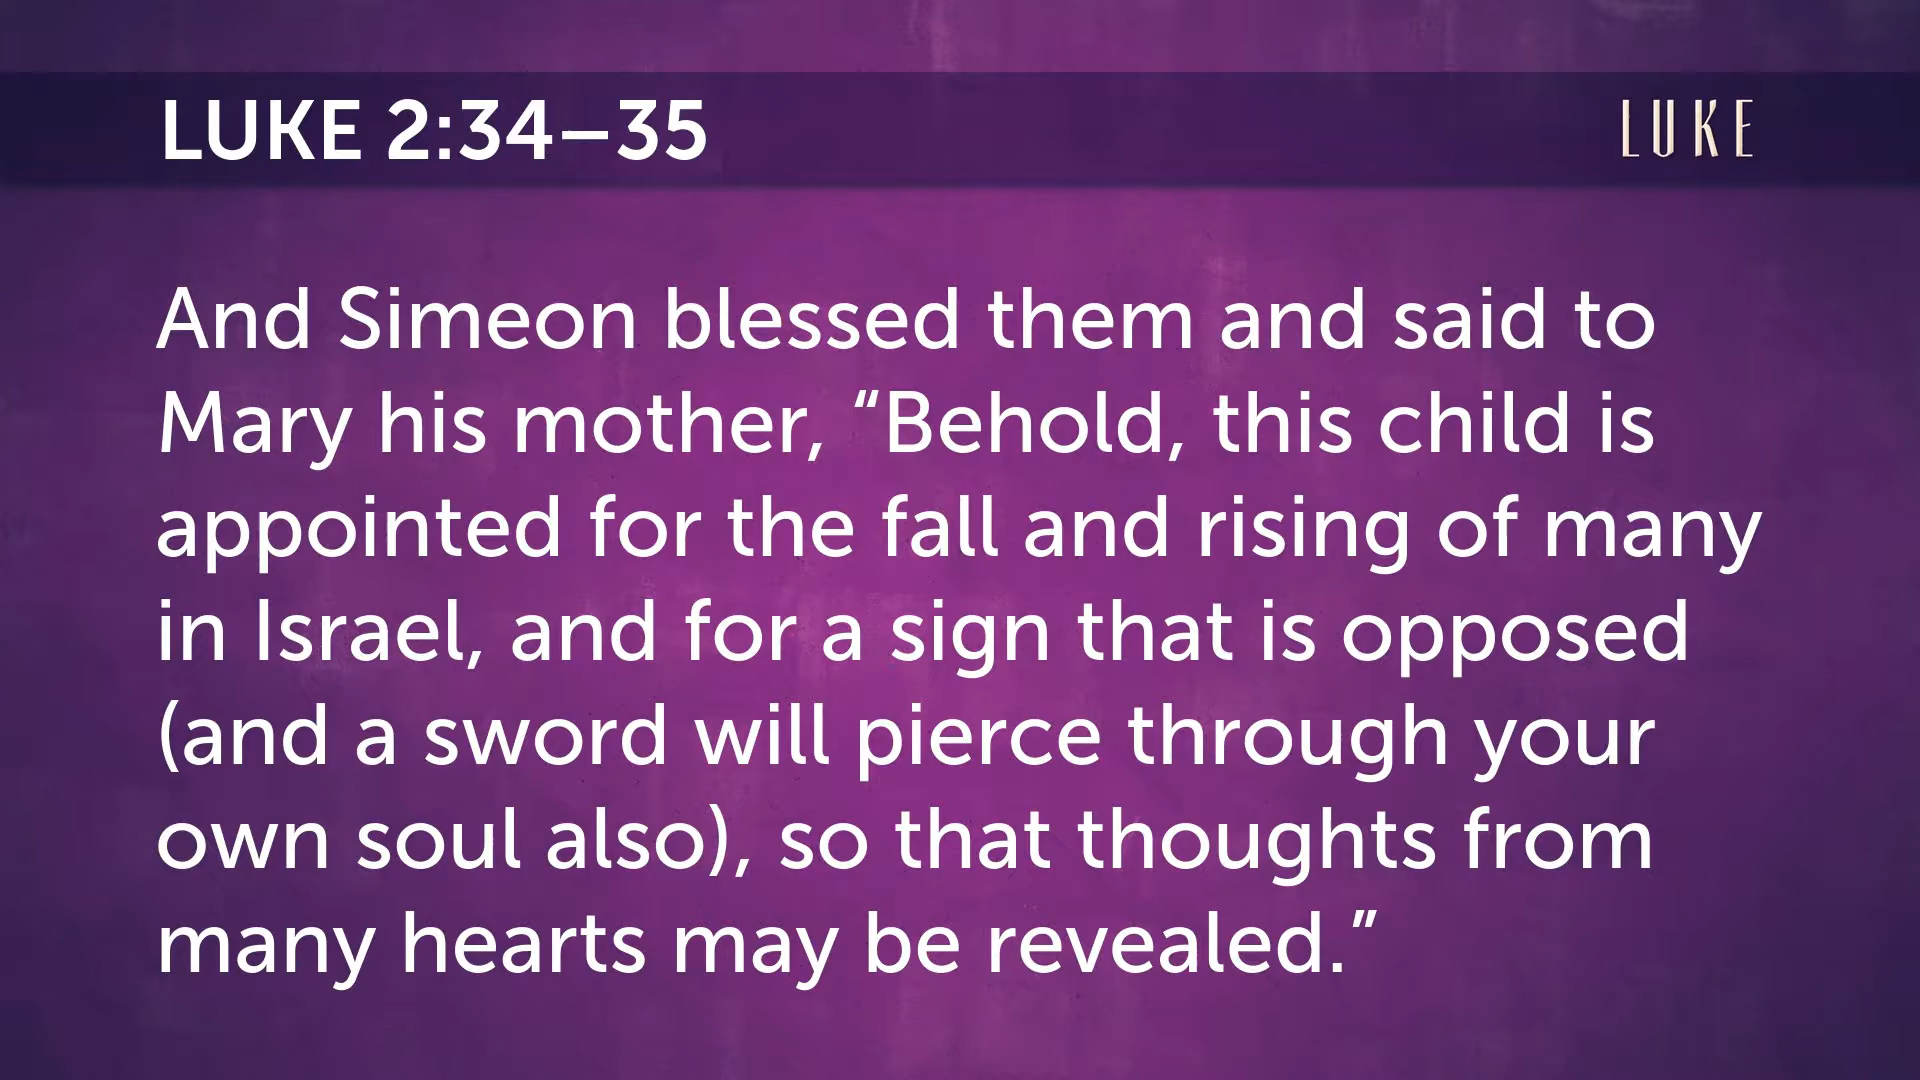 LUKE 2:34–35
LUKE
And Simeon blessed them and said to
Mary his mother, “Behold, this child is
appointed for the fall and rising of many
in Israel, and for a sign that is opposed
(and a sword will pierce through your
own soul also), so that thoughts from
many hearts may be revealed.”